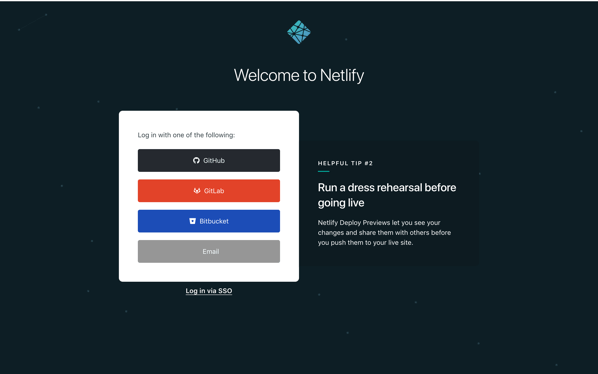 Welcome to Netlify
Log in with one of the following:
GitHub
GitLab
Bitbucket
Email
Log in via SSO
HELPFUL TIP #2
Run a dress rehearsal before
going live
Netlify Deploy Previews let you see your
changes and share them with others before
you push them to your live site.